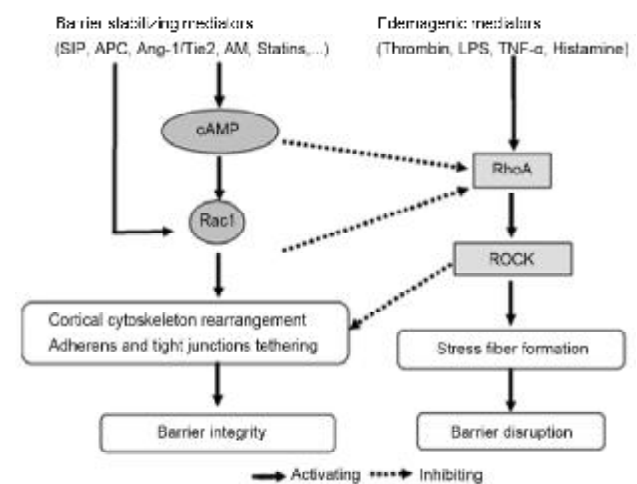 Barrier stabilizing mediators
(SIP, APC, Ang-1/Tie2, AM, Statins,...)
Edemagenic mediators
(Thrombin, LPS, TNF-α, Histamine)
cAMP
RhoA
Rac1
ROCK
Cortical cytoskeleton rearrangement
Adherens and tight junctions tethering
Stress fiber formation
Barrier integrity
Barrier disruption
Activating
Inhibiting